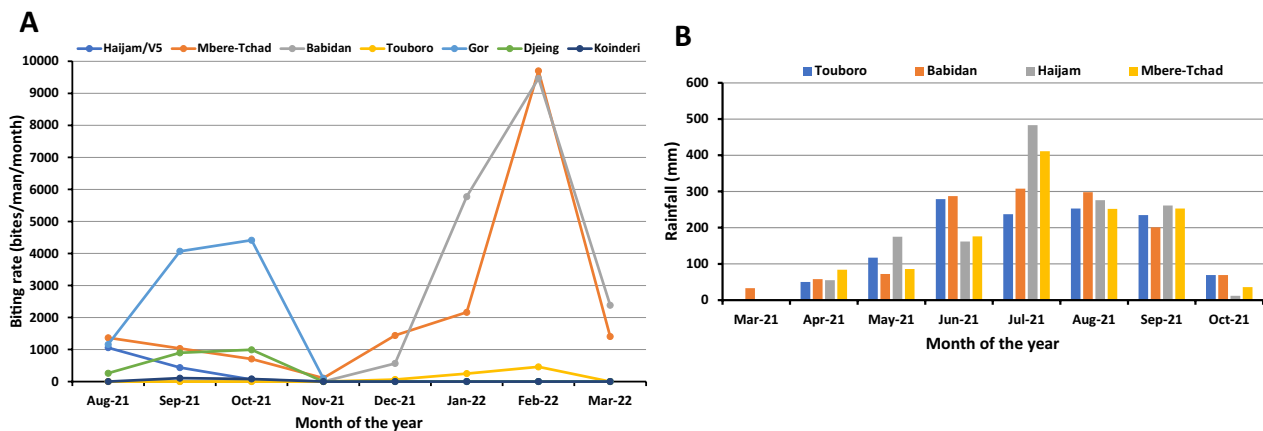 A
Haijam/V5 Mbere-Tchad Babidan Touboro Gor Djeing Koinderi
10000
9000
8000
7000
6000
5000
4000
3000
2000
1000
0
Biting rate (bites/man/month)
Aug-21 Sep-21 Oct-21 Nov-21 Dec-21 Jan-22 Feb-22 Mar-22
Month of the year
B
Touboro Babidan Haijam Mbere-Tchad
600
500
400
300
200
100
0
Rainfall (mm)
Mar-21 Apr-21 May-21 Jun-21 Jul-21 Aug-21 Sep-21 Oct-21
Month of the year